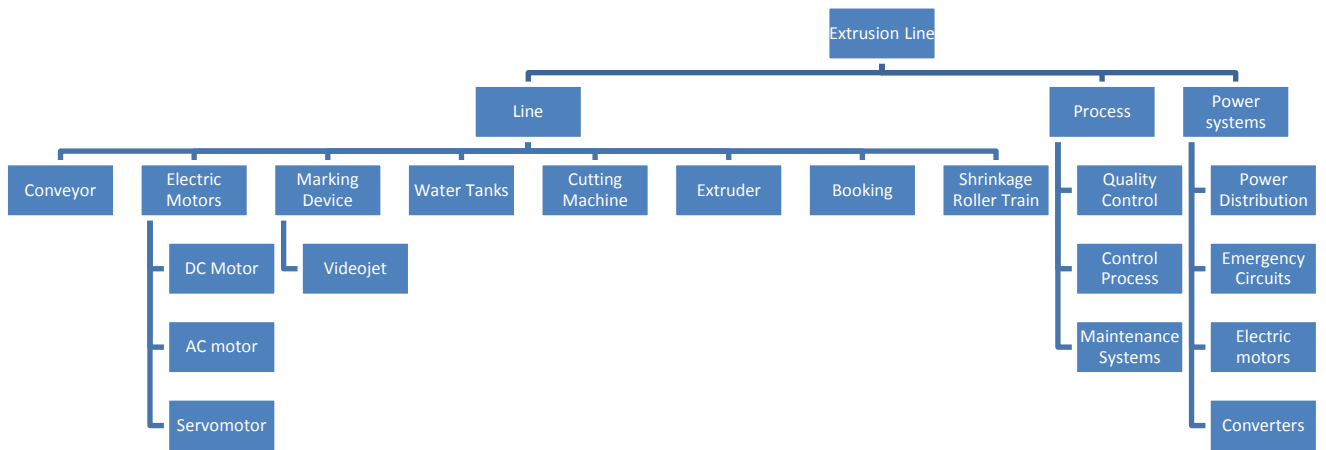 Extrusion Line
Line
Process
Power
systems
Conveyor
Electric
Motors
Marking
Device
Water Tanks
Cutting
Machine
Extruder
Booking
Shrinkage
Roller Train
Quality
Control
Power
Distribution
DC Motor
Videojet
Control
Process
Emergency
Circuits
AC motor
Maintenance
Systems
Electric
motors
Servomotor
Converters